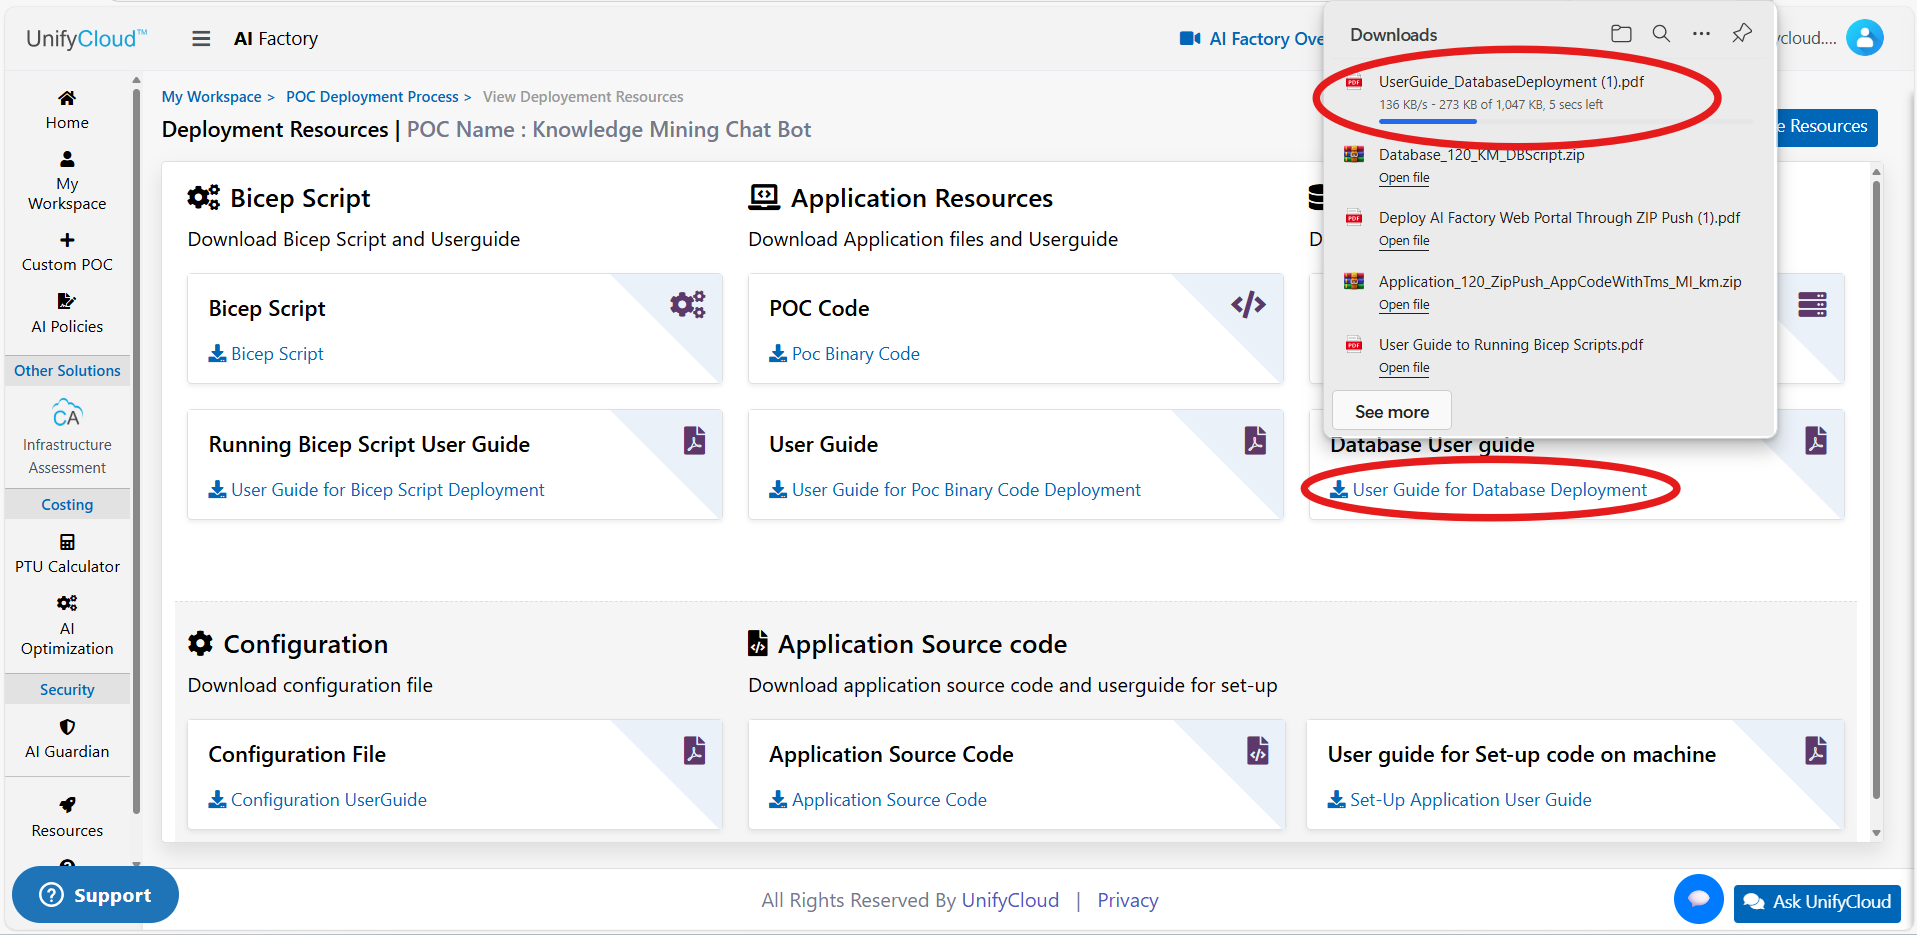 UnifyCloud™
AI Factory
AI Factory Ove
ycloud....
Home
My
Workspace
Custom POC
AI Policies
Other Solutions
CA
Infrastructure
Assessment
Costing
PTU Calculator
AI
Optimization
Security
AI Guardian
Resources
Support
My Workspace > POC Deployment Process > View Deployement Resources
Deployment Resources | POC Name : Knowledge Mining Chat Bot
e Resources
Downloads
PDF
UserGuide_DatabaseDeployment (1).pdf
136 KB/s - 273 KB of 1,047 KB, 5 secs left
Database_120_KM_DBScript.zip
Open file
PDF
Deploy AI Factory Web Portal Through ZIP Push (1).pdf
Open file
Application_120_ZipPush_AppCodeWithTms_MI_km.zip
Open file
PDF
User Guide to Running Bicep Scripts.pdf
Open file
See more
Bicep Script
Download Bicep Script and Userguide
Bicep Script
Bicep Script
Running Bicep Script User Guide
User Guide for Bicep Script Deployment
Application Resources
Download Application files and Userguide
POC Code
Poc Binary Code
User Guide
User Guide for Poc Binary Code Deployment
D
Database User guide
User Guide for Database Deployment
Configuration
Download configuration file
Configuration File
Configuration UserGuide
Application Source code
Download application source code and userguide for set-up
Application Source Code
Application Source Code
User guide for Set-up code on machine
Set-Up Application User Guide
All Rights Reserved By UnifyCloud | Privacy
Ask UnifyCloud